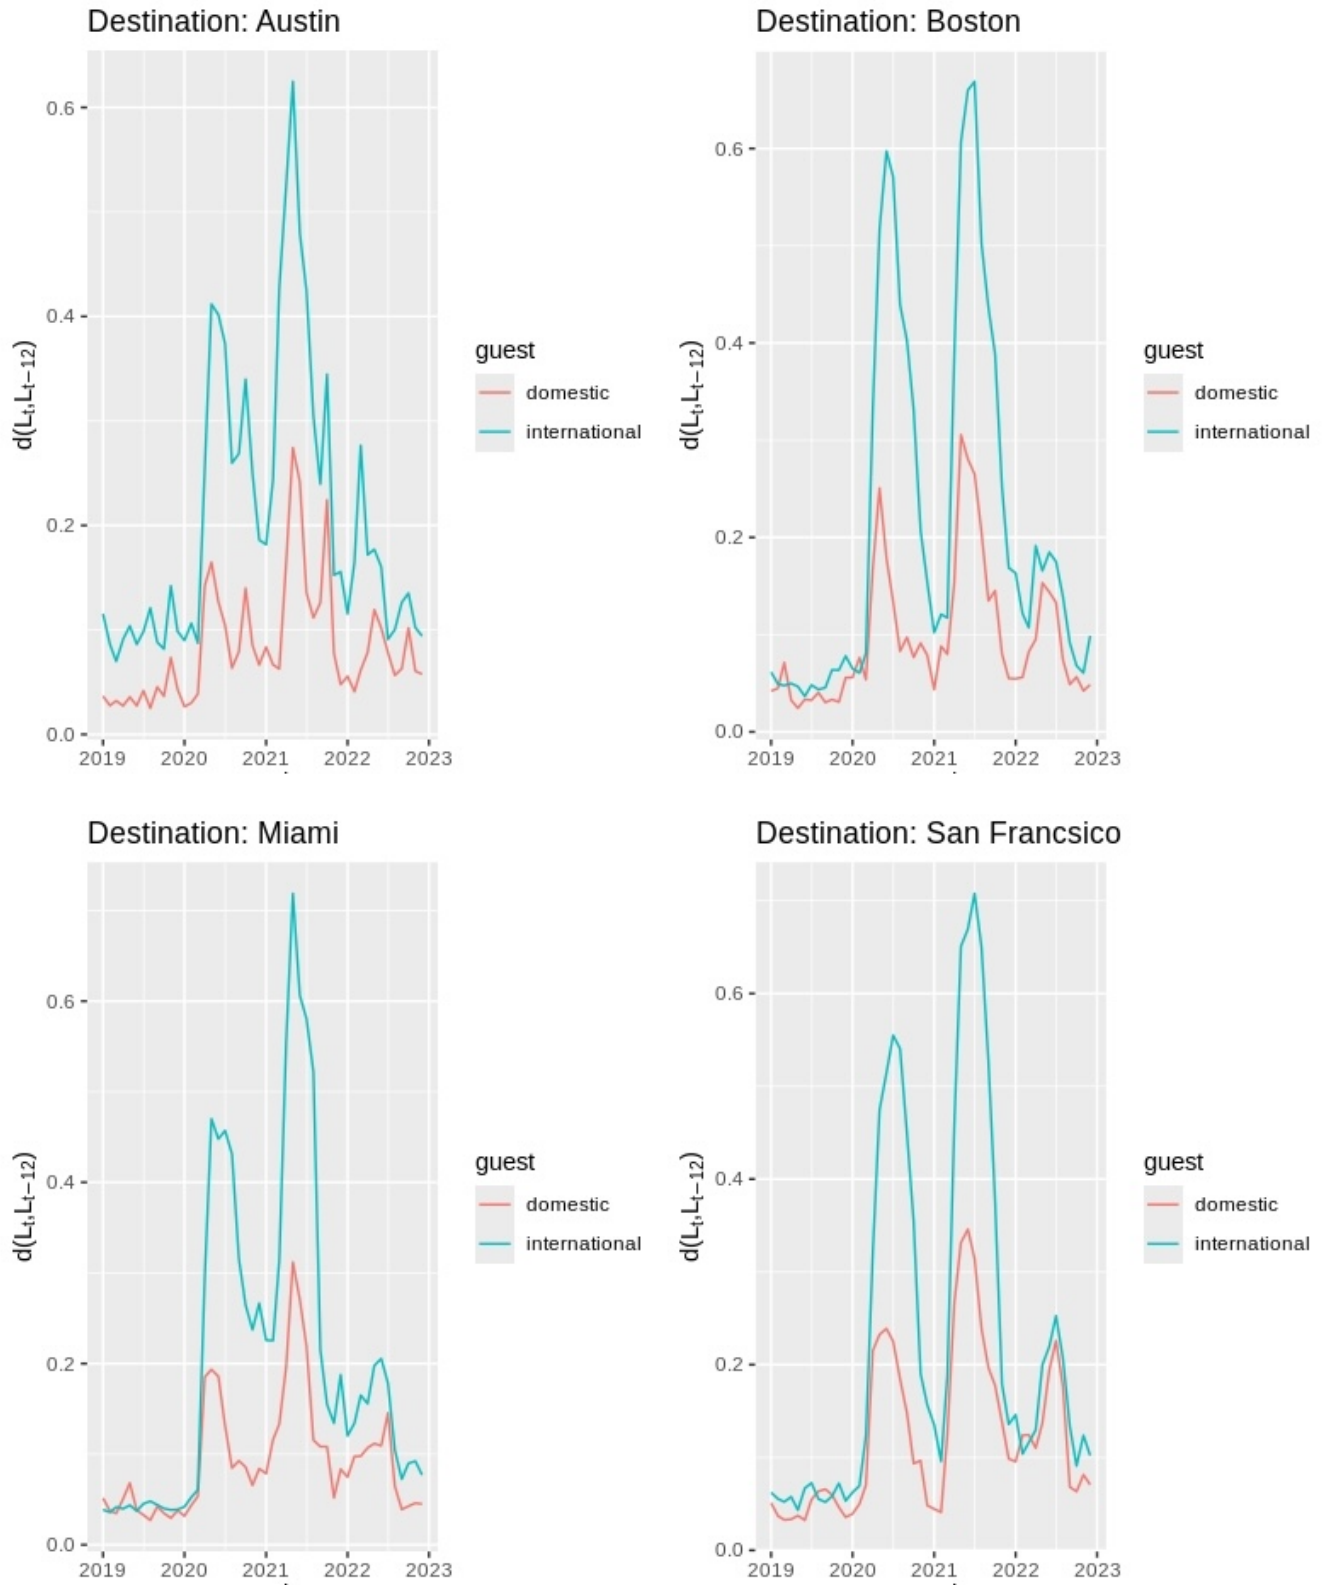 Destination: Austin
0.6
0.4
0.2
0.0
d(Lt,Lt−12)
2019 2020 2021 2022 2023
guest
domestic
international
Destination: Boston
0.6
0.4
0.2
0.0
d(Lt,Lt−12)
2019 2020 2021 2022 2023
guest
domestic
international
Destination: Miami
0.6
0.4
0.2
0.0
d(Lt,Lt−12)
2019 2020 2021 2022 2023
guest
domestic
international
Destination: San Francsico
0.6
0.4
0.2
0.0
d(Lt,Lt−12)
2019 2020 2021 2022 2023
guest
domestic
international